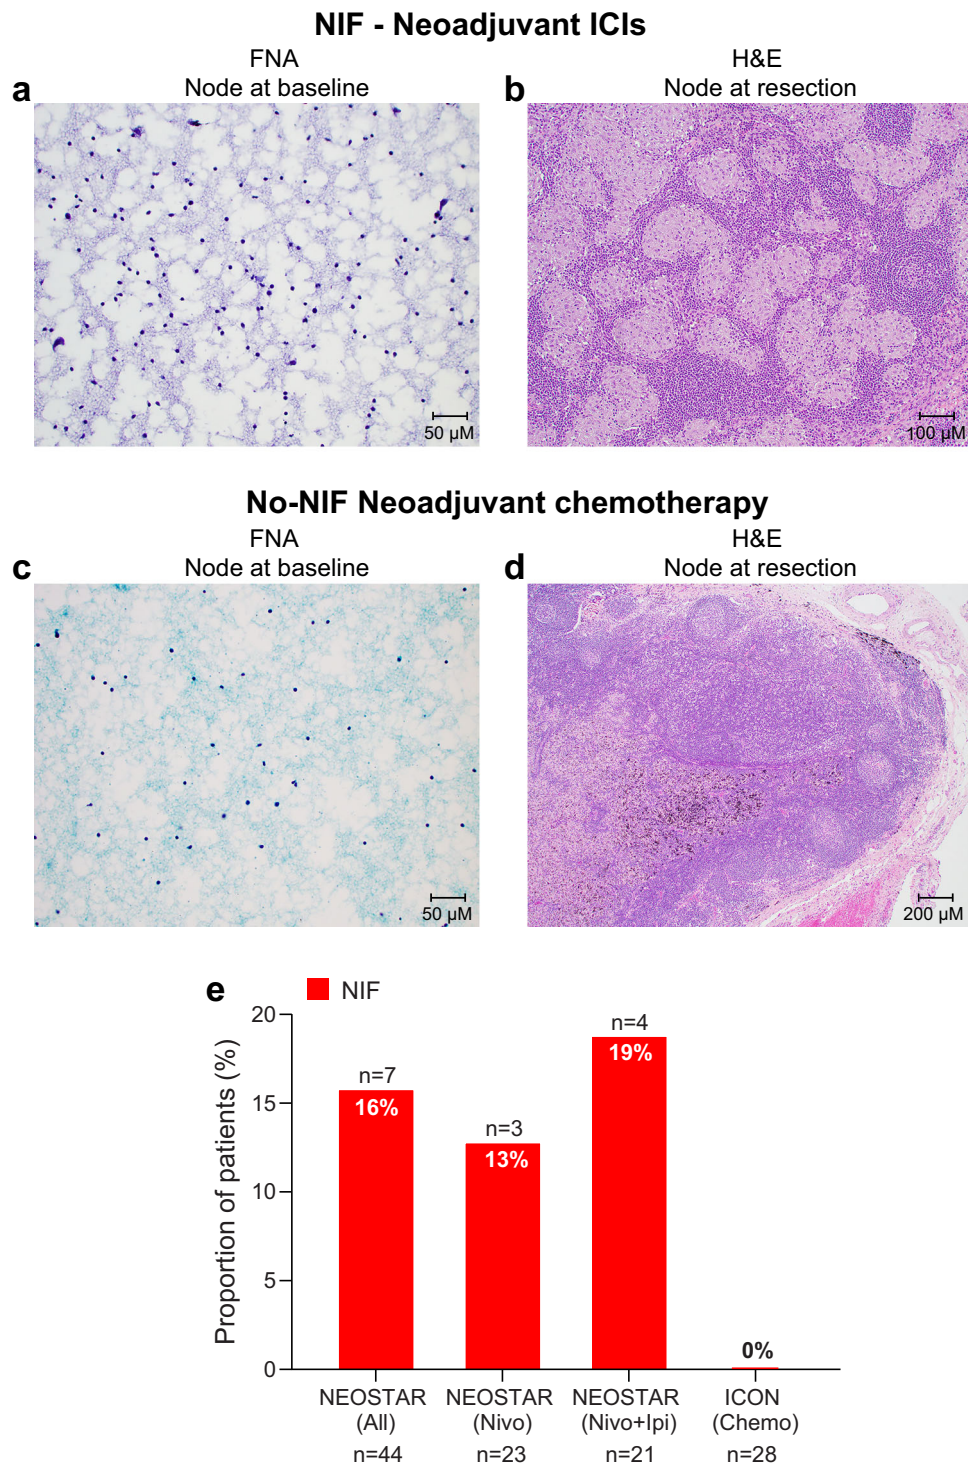 NIF - Neoadjuvant ICIs
FNA
Node at baseline
H&E
Node at resection
a
b
50 µM
100 µM
No-NIF Neoadjuvant chemotherapy
FNA
Node at baseline
H&E
Node at resection
c
d
50 µM
200 µM
e
NIF
Proportion of patients (%)
20
15
10
5
0
n=7
16%
n=3
13%
n=4
19%
0%
NEOSTAR
(All)
n=44
NEOSTAR
(Nivo)
n=23
NEOSTAR
(Nivo+Ipi)
n=21
ICON
(Chemo)
n=28